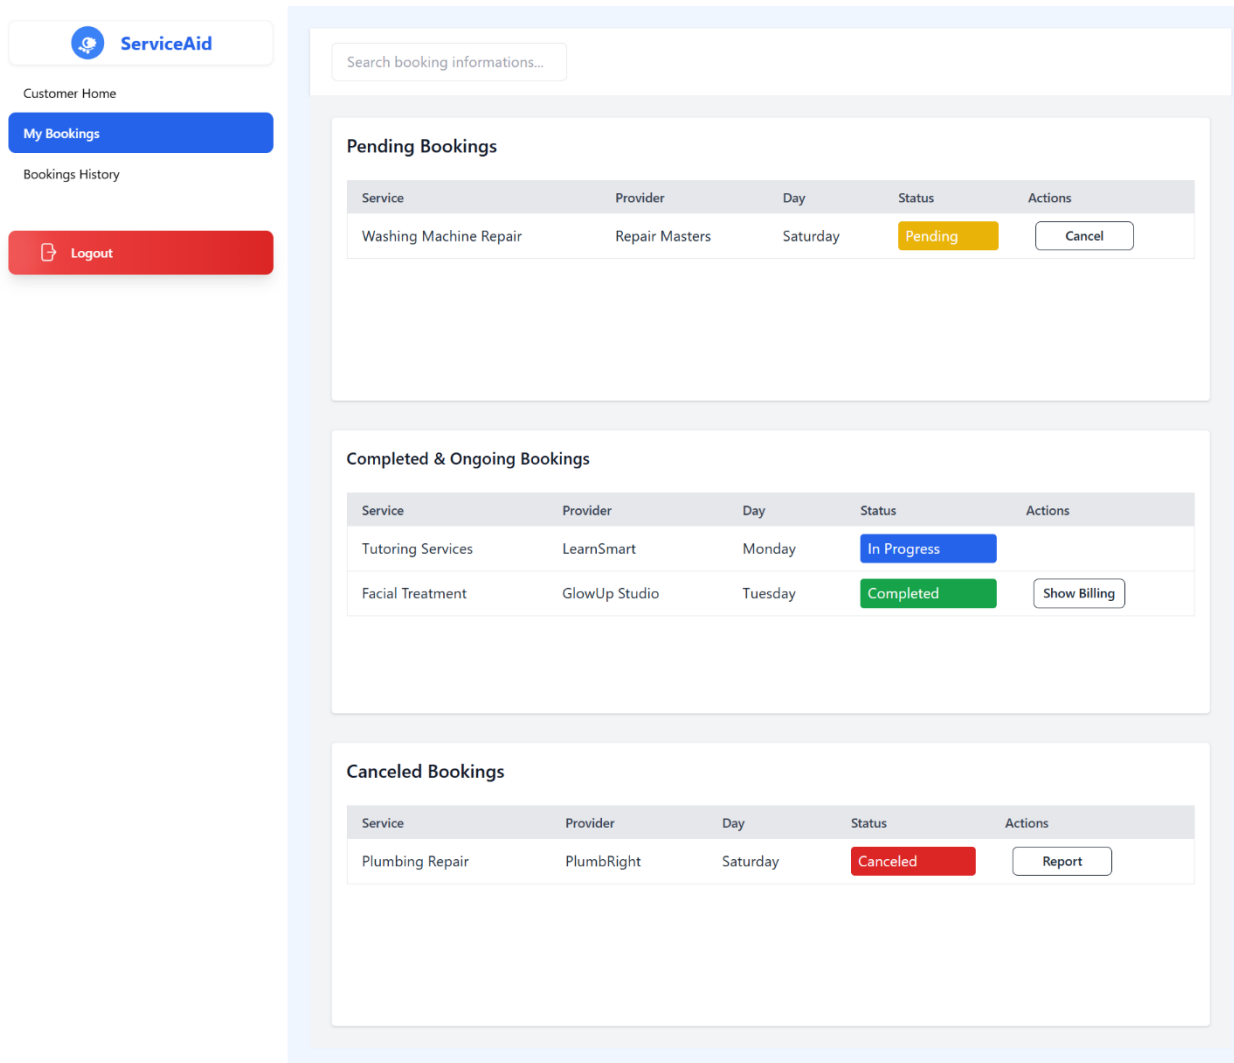 ServiceAid
Customer Home
My Bookings
Bookings History
Logout
Search booking informations...
Pending Bookings
Service Provider Day Status Actions
Washing Machine Repair Repair Masters Saturday Pending Cancel
Completed & Ongoing Bookings
Service Provider Day Status Actions
Tutoring Services LearnSmart Monday In Progress
Facial Treatment GlowUp Studio Tuesday Completed Show Billing
Canceled Bookings
Service Provider Day Status Actions
Plumbing Repair PlumbRight Saturday Canceled Report